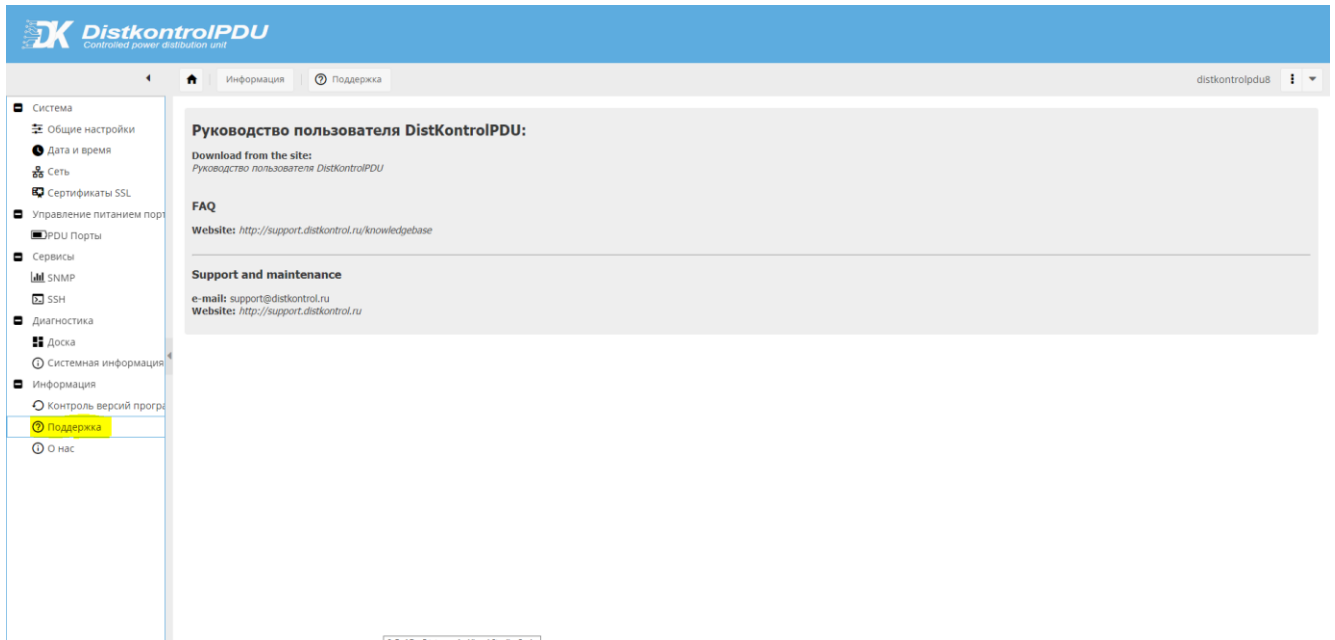 DK DistkontrolPDU
Controlled power distibution unit
Информация
Поддержка
distkontrolpdu8
Система
Общие настройки
Дата и время
Сеть
Сертификаты SSL
Управление питанием порт
PDU Порты
Сервисы
SNMP
SSH
Диагностика
Доска
Системная информация
Информация
Контроль версий програ
Поддержка
О нас
Руководство пользователя DistKontrolPDU:
Download from the site:
Руководство пользователя DistKontrolPDU
FAQ
Website: http://support.distkontrol.ru/knowledgebase
Support and maintenance
e-mail: support@distkontrol.ru
Website: http://support.distkontrol.ru